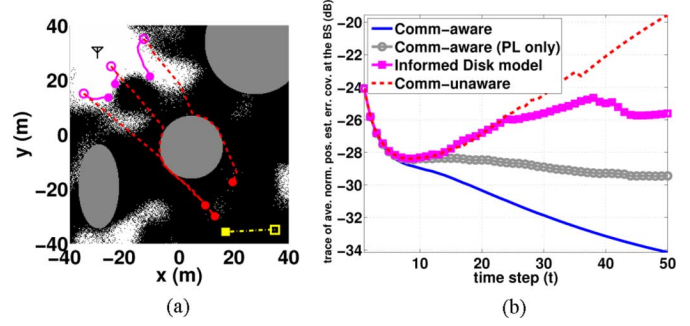 40
20
0
−20
−40
y (m)
−40 −20 0 20 40
x (m)
(a)
−20
−22
−24
−26
−28
−30
−32
−34
trace of ave. norm. pos. est. err. cov. at the BS (dB)
Comm-aware
Comm-aware (PL only)
Informed Disk model
Comm-unaware
10 20 30 40 50
time step (t)
(b)